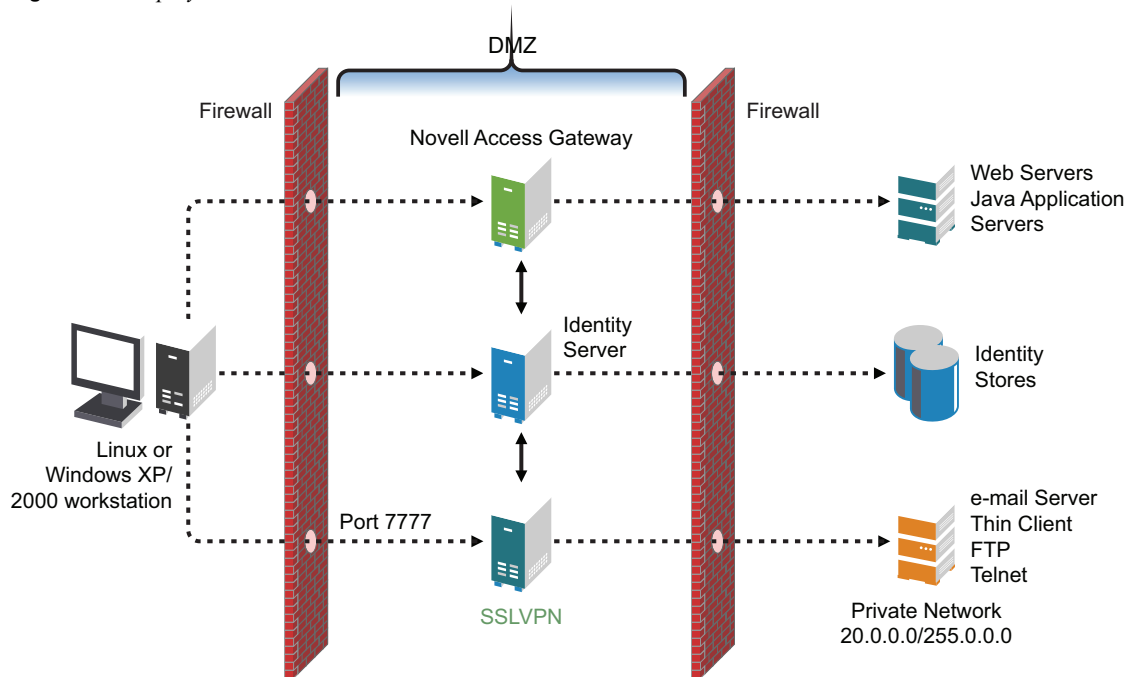 DMZ
Firewall
Firewall
Novell Access Gateway
Web Servers
Java Application
Servers
Identity
Server
Identity
Stores
Linux or
Windows XP/
2000 workstation
Port 7777
e-mail Server
Thin Client
FTP
Telnet
SSLVPN
Private Network
20.0.0.0/255.0.0.0